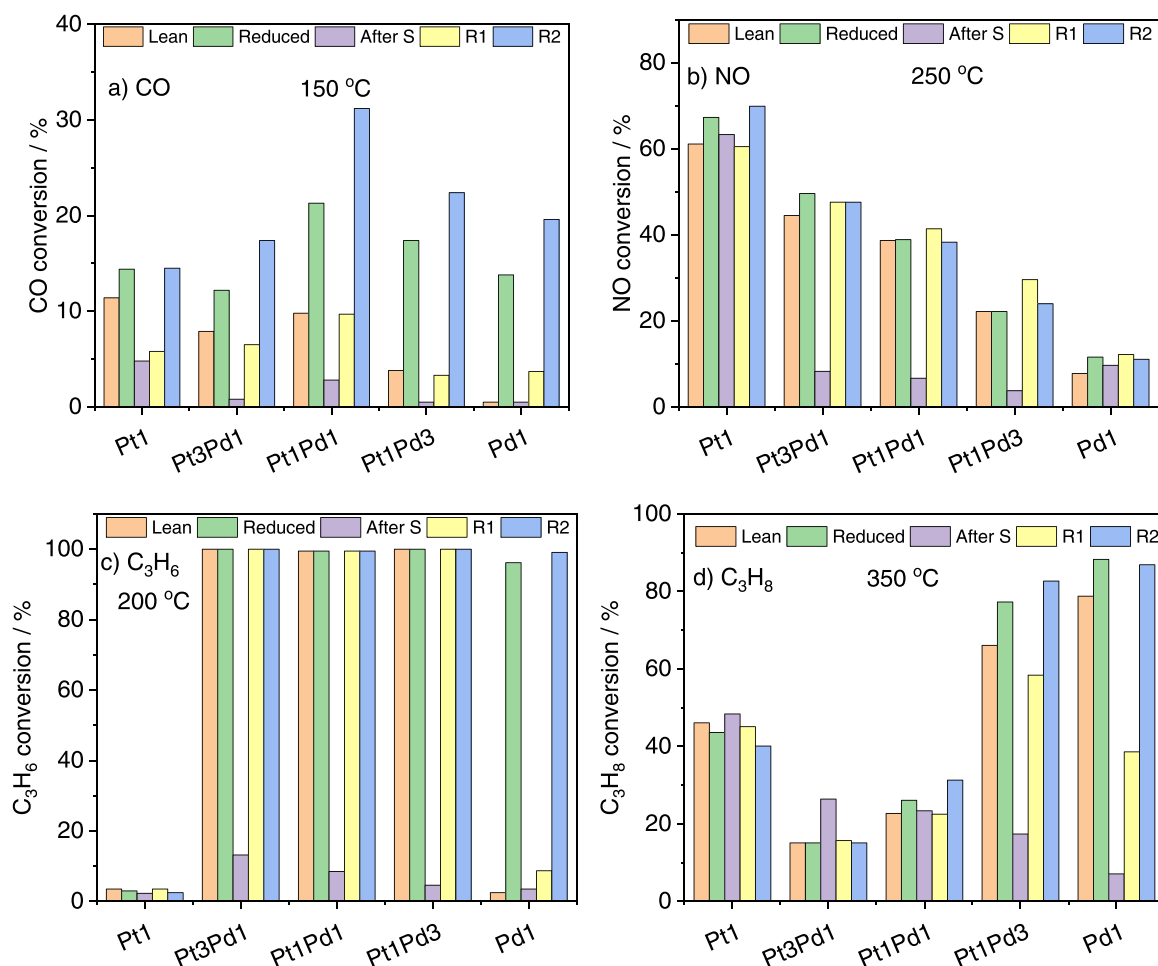 Lean Reduced After S R1 R2
a) CO 150 °C
CO conversion / %
40
30
20
10
0
Pt1 Pt3Pd1 Pt1Pd1 Pt1Pd3 Pd1
Lean Reduced After S R1 R2
b) NO 250 °C
NO conversion / %
80
60
40
20
0
Pt1 Pt3Pd1 Pt1Pd1 Pt1Pd3 Pd1
Lean Reduced After S R1 R2
c) C₃H₆
200 °C
C₃H₆ conversion / %
100
80
60
40
20
0
Pt1 Pt3Pd1 Pt1Pd1 Pt1Pd3 Pd1
Lean Reduced After S R1 R2
d) C₃H₈ 350 °C
C₃H₈ conversion / %
100
80
60
40
20
0
Pt1 Pt3Pd1 Pt1Pd1 Pt1Pd3 Pd1